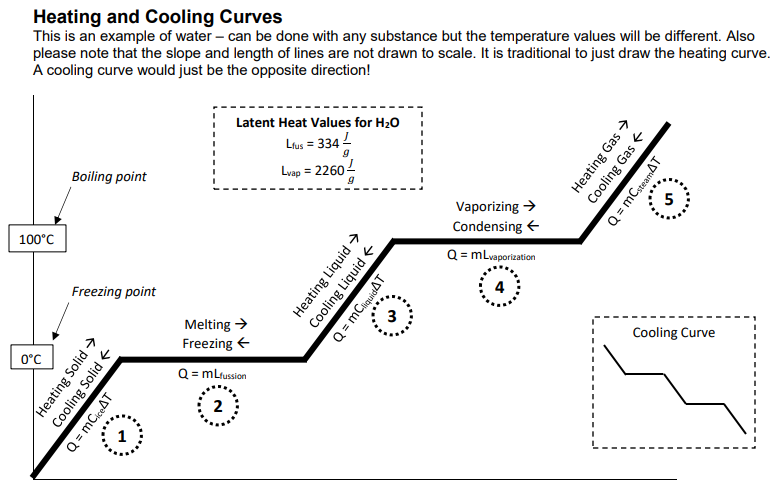 Heating and Cooling Curves
This is an example of water – can be done with any substance but the temperature values will be different. Also
please note that the slope and length of lines are not drawn to scale. It is traditional to just draw the heating curve.
A cooling curve would just be the opposite direction!
Latent Heat Values for H₂O
Lfus = 334 J/g
Lvap = 2260 J/g
Boiling point
100°C
Freezing point
0°C
Heating Solid →
Cooling Solid ←
Q = mCiceΔT
1
Melting →
Freezing ←
Q = mLfussion
2
Heating Liquid →
Cooling Liquid ←
Q = mCliquidΔT
3
Vaporizing →
Condensing ←
Q = mLvaporization
4
Heating Gas →
Cooling Gas ←
Q = mCsteamΔT
5
Cooling Curve